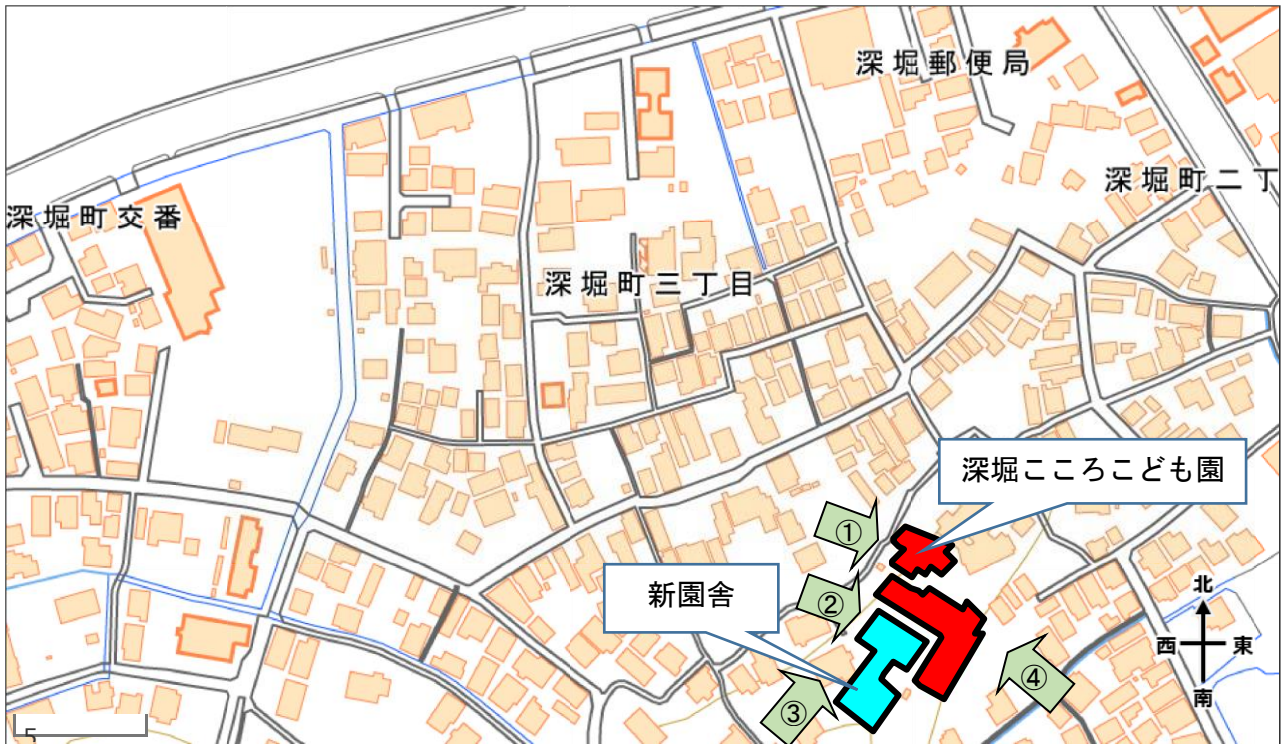 深堀郵便局
深堀町二丁
深堀町交番
深堀町三丁目
深堀こころこども園
①
新園舎
②
北
西 東
南
③
④
5